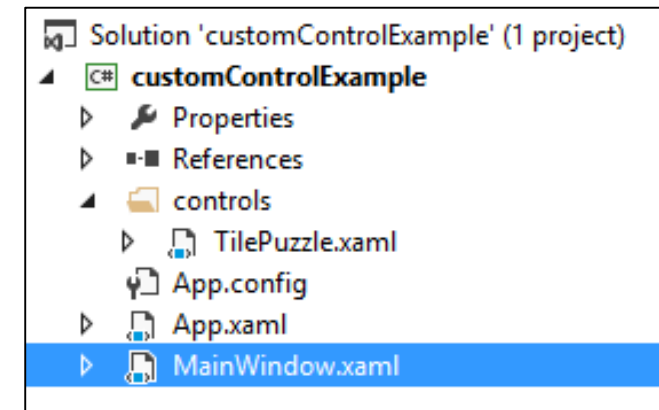 Solution 'customControlExample' (1 project)
C# customControlExample
Properties
References
controls
TilePuzzle.xaml
App.config
App.xaml
MainWindow.xaml